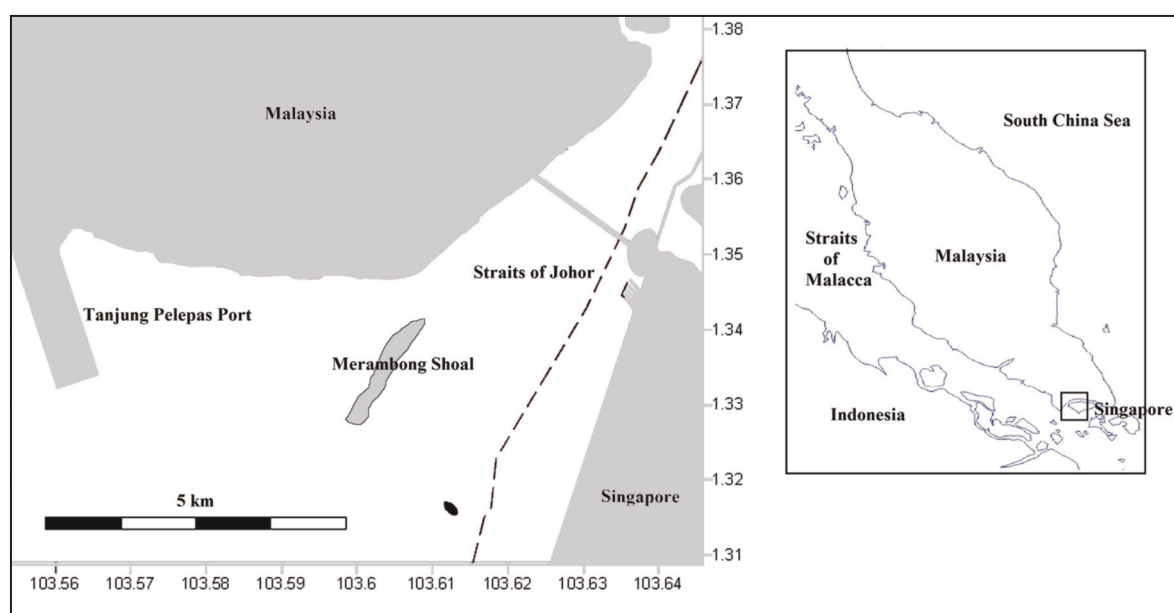 Malaysia
Straits of Johor
Tanjung Pelepas Port
Merambong Shoal
Singapore
5 km
1.38
1.37
1.36
1.35
1.34
1.33
1.32
1.31
103.56
103.57
103.58
103.59
103.6
103.61
103.62
103.63
103.64
South China Sea
Straits
of
Malacca
Malaysia
Indonesia
Singapore